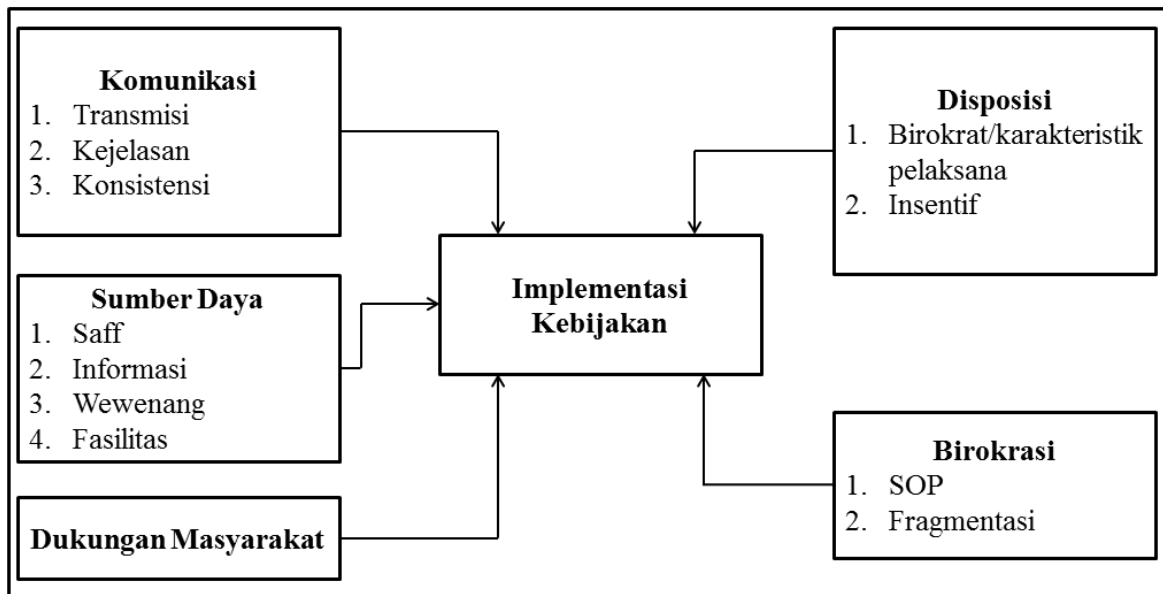 Komunikasi
1. Transmisi
2. Kejelasan
3. Konsistensi
Sumber Daya
1. Saff
2. Informasi
3. Wewenang
4. Fasilitas
Dukungan Masyarakat
Implementasi
Kebijakan
Disposisi
1. Birokrat/karakteristik
pelaksana
2. Insentif
Birokrasi
1. SOP
2. Fragmentasi